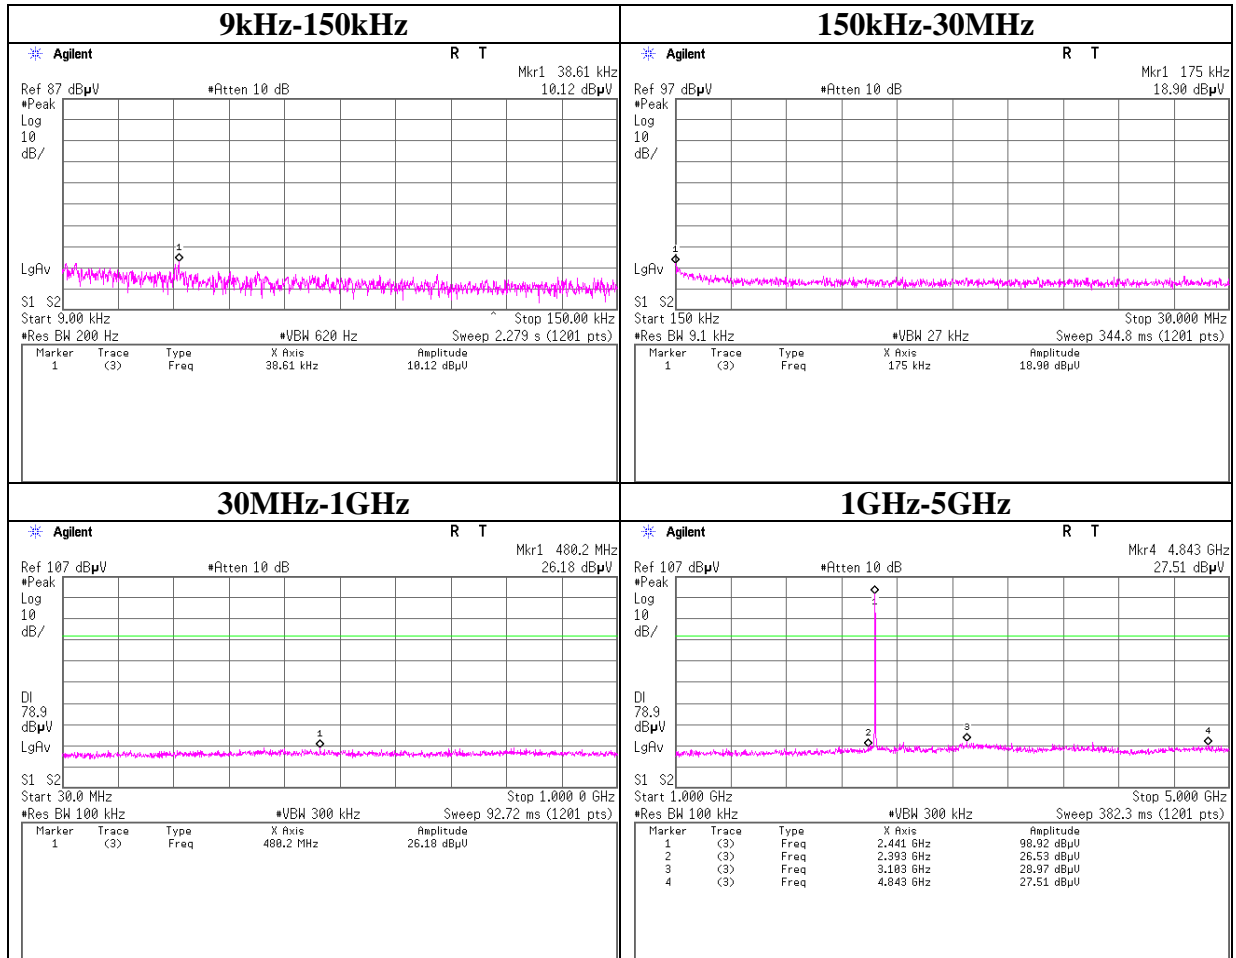 9kHz-150kHz
Agilent R T
Mkr1 38.61 kHz
Ref 87 dBµV #Atten 10 dB 10.12 dBµV
#Peak
Log
10
dB/
1
LgAv
S1 S2
Start 9.00 kHz ^ Stop 150.00 kHz
#Res BW 200 Hz #VBW 620 Hz Sweep 2.279 s (1201 pts)
Marker Trace Type X Axis Amplitude
1 (3) Freq 38.61 kHz 10.12 dBµV
150kHz-30MHz
Agilent R T
Mkr1 175 kHz
Ref 97 dBµV #Atten 10 dB 18.90 dBµV
#Peak
Log
10
dB/
1
LgAv
S1 S2
Start 150 kHz Stop 30.000 MHz
#Res BW 9.1 kHz #VBW 27 kHz Sweep 344.8 ms (1201 pts)
Marker Trace Type X Axis Amplitude
1 (3) Freq 175 kHz 18.90 dBµV
30MHz-1GHz
Agilent R T
Mkr1 480.2 MHz
Ref 107 dBµV #Atten 10 dB 26.18 dBµV
#Peak
Log
10
dB/
DI
78.9
dBµV
1
LgAv
S1 S2
Start 30.0 MHz Stop 1.000 0 GHz
#Res BW 100 kHz #VBW 300 kHz Sweep 92.72 ms (1201 pts)
Marker Trace Type X Axis Amplitude
1 (3) Freq 480.2 MHz 26.18 dBµV
1GHz-5GHz
Agilent R T
Mkr4 4.843 GHz
Ref 107 dBµV #Atten 10 dB 27.51 dBµV
#Peak
Log
1
10
dB/
DI
78.9
dBµV
2 3 4
LgAv
S1 S2
Start 1.000 GHz Stop 5.000 GHz
#Res BW 100 kHz #VBW 300 kHz Sweep 382.3 ms (1201 pts)
Marker Trace Type X Axis Amplitude
1 (3) Freq 2.441 GHz 98.92 dBµV
2 (3) Freq 2.393 GHz 26.53 dBµV
3 (3) Freq 3.103 GHz 28.97 dBµV
4 (3) Freq 4.843 GHz 27.51 dBµV